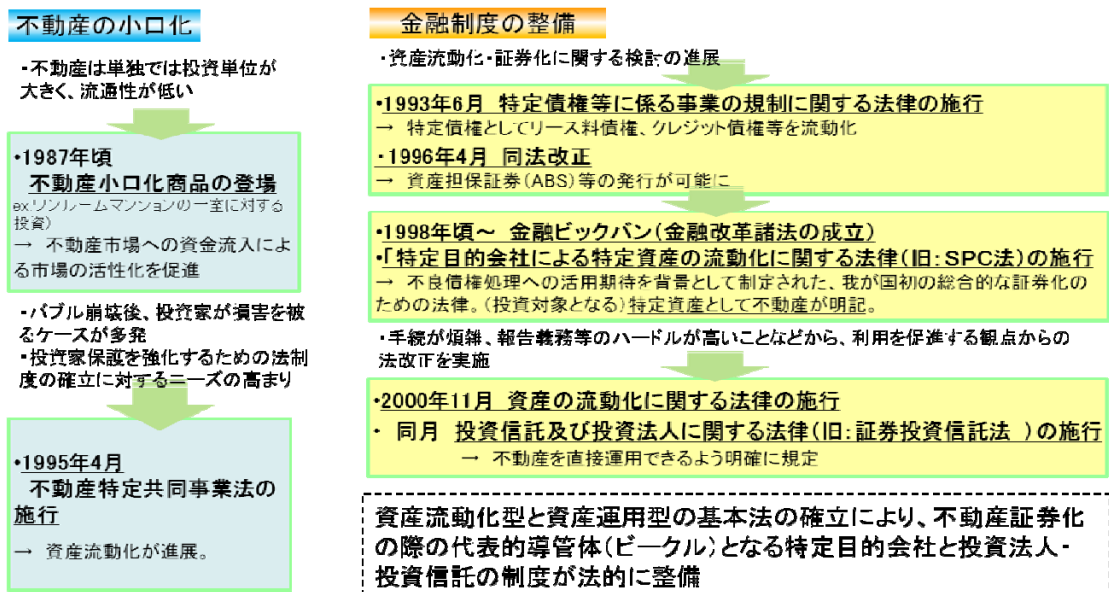 不動産の小口化
・不動産は単独では投資単位が
大きく、流通性が低い
・1987年頃
不動産小口化商品の登場
ex.ワンルームマンションの一室に対する
投資)
→ 不動産市場への資金流入によ
る市場の活性化を促進
・バブル崩壊後、投資家が損害を被
るケースが多発
・投資家保護を強化するための法制
度の確立に対するニーズの高まり
・1995年4月
不動産特定共同事業法の
施行
→ 資産流動化が進展。
金融制度の整備
・資産流動化・証券化に関する検討の進展
・1993年6月 特定債権等に係る事業の規制に関する法律の施行
→ 特定債権としてリース料債権、クレジット債権等を流動化
・1996年4月 同法改正
→ 資産担保証券(ABS)等の発行が可能に
・1998年頃～ 金融ビックバン(金融改革諸法の成立)
・「特定目的会社による特定資産の流動化に関する法律(旧:SPC法)の施行
→ 不良債権処理への活用期待を背景として制定された、我が国初の総合的な証券化の
ための法律。(投資対象となる)特定資産として不動産が明記。
・手続が煩雑、報告義務等のハードルが高いことなどから、利用を促進する観点からの
法改正を実施
・2000年11月 資産の流動化に関する法律の施行
・ 同月 投資信託及び投資法人に関する法律(旧:証券投資信託法 )の施行
→ 不動産を直接運用できるよう明確に規定
資産流動化型と資産運用型の基本法の確立により、不動産証券化
の際の代表的導管体(ビークル)となる特定目的会社と投資法人・
投資信託の制度が法的に整備